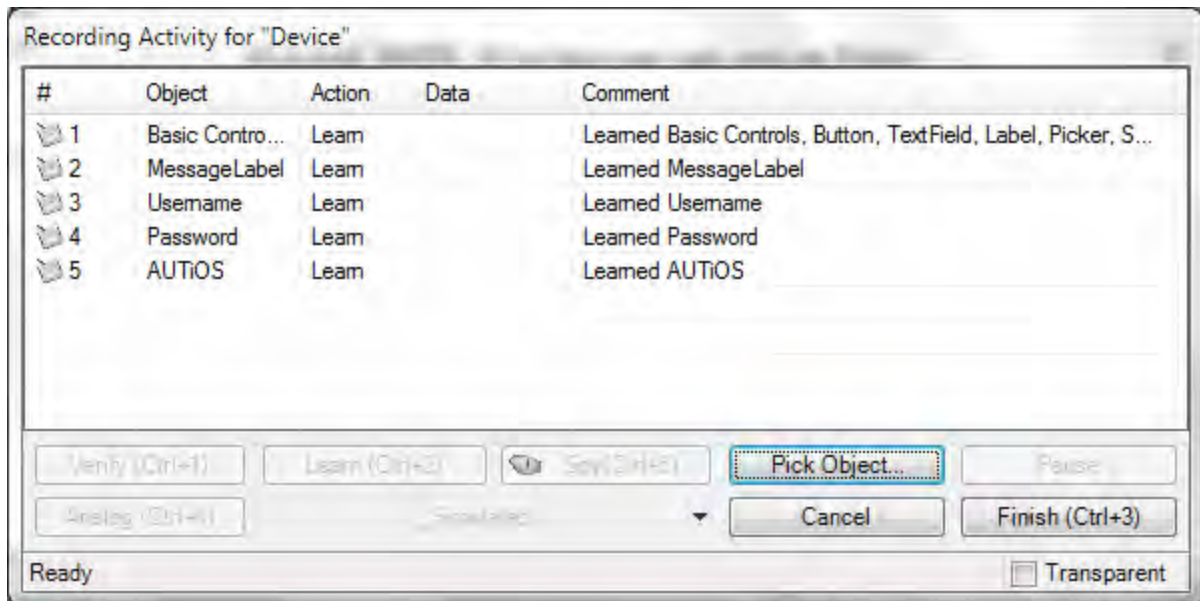 Recording Activity for "Device"
# Object Action Data Comment
1 Basic Contro... Learn Learned Basic Controls, Button, TextField, Label, Picker, S...
2 MessageLabel Learn Learned MessageLabel
3 Username Learn Learned Username
4 Password Learn Learned Password
5 AUTiOS Learn Learned AUTiOS
Verify (Ctrl+1) Learn (Ctrl+2) Pick Object... Pause
Cancel Finish (Ctrl+3)
Ready Transparent